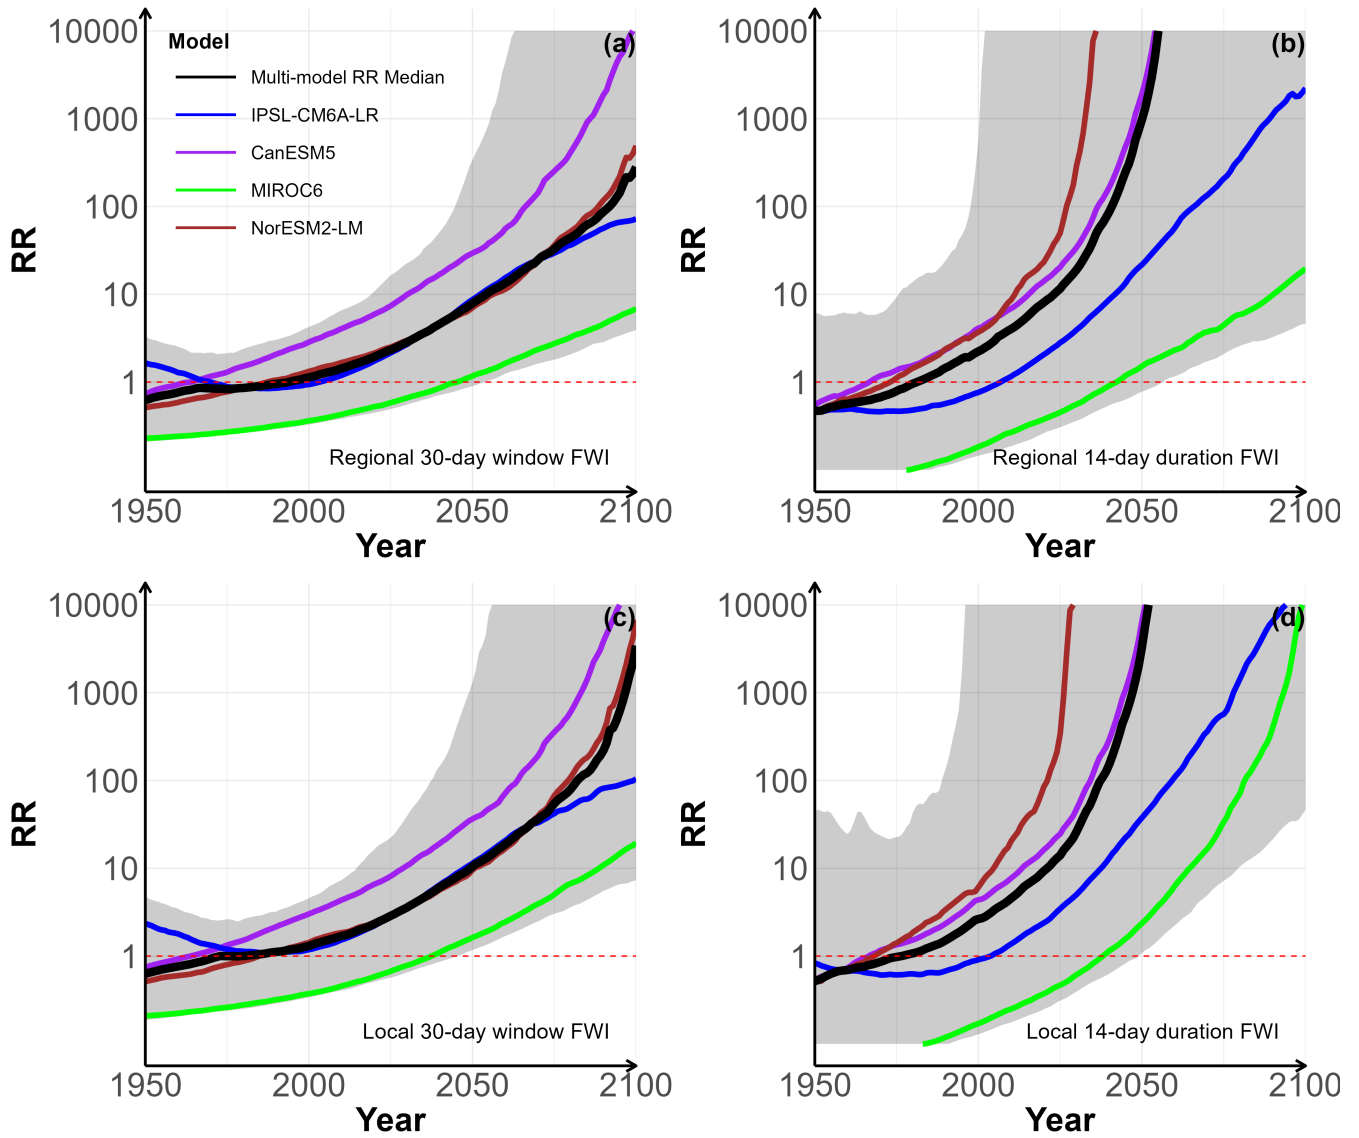 (a)
Model
Multi-model RR Median
IPSL-CM6A-LR
CanESM5
MIROC6
NorESM2-LM
10000
1000
100
10
1
RR
Regional 30-day window FWI
1950 2000 2050 2100
Year
(b)
10000
1000
100
10
1
RR
Regional 14-day duration FWI
1950 2000 2050 2100
Year
(c)
10000
1000
100
10
1
RR
Local 30-day window FWI
1950 2000 2050 2100
Year
(d)
10000
1000
100
10
1
RR
Local 14-day duration FWI
1950 2000 2050 2100
Year